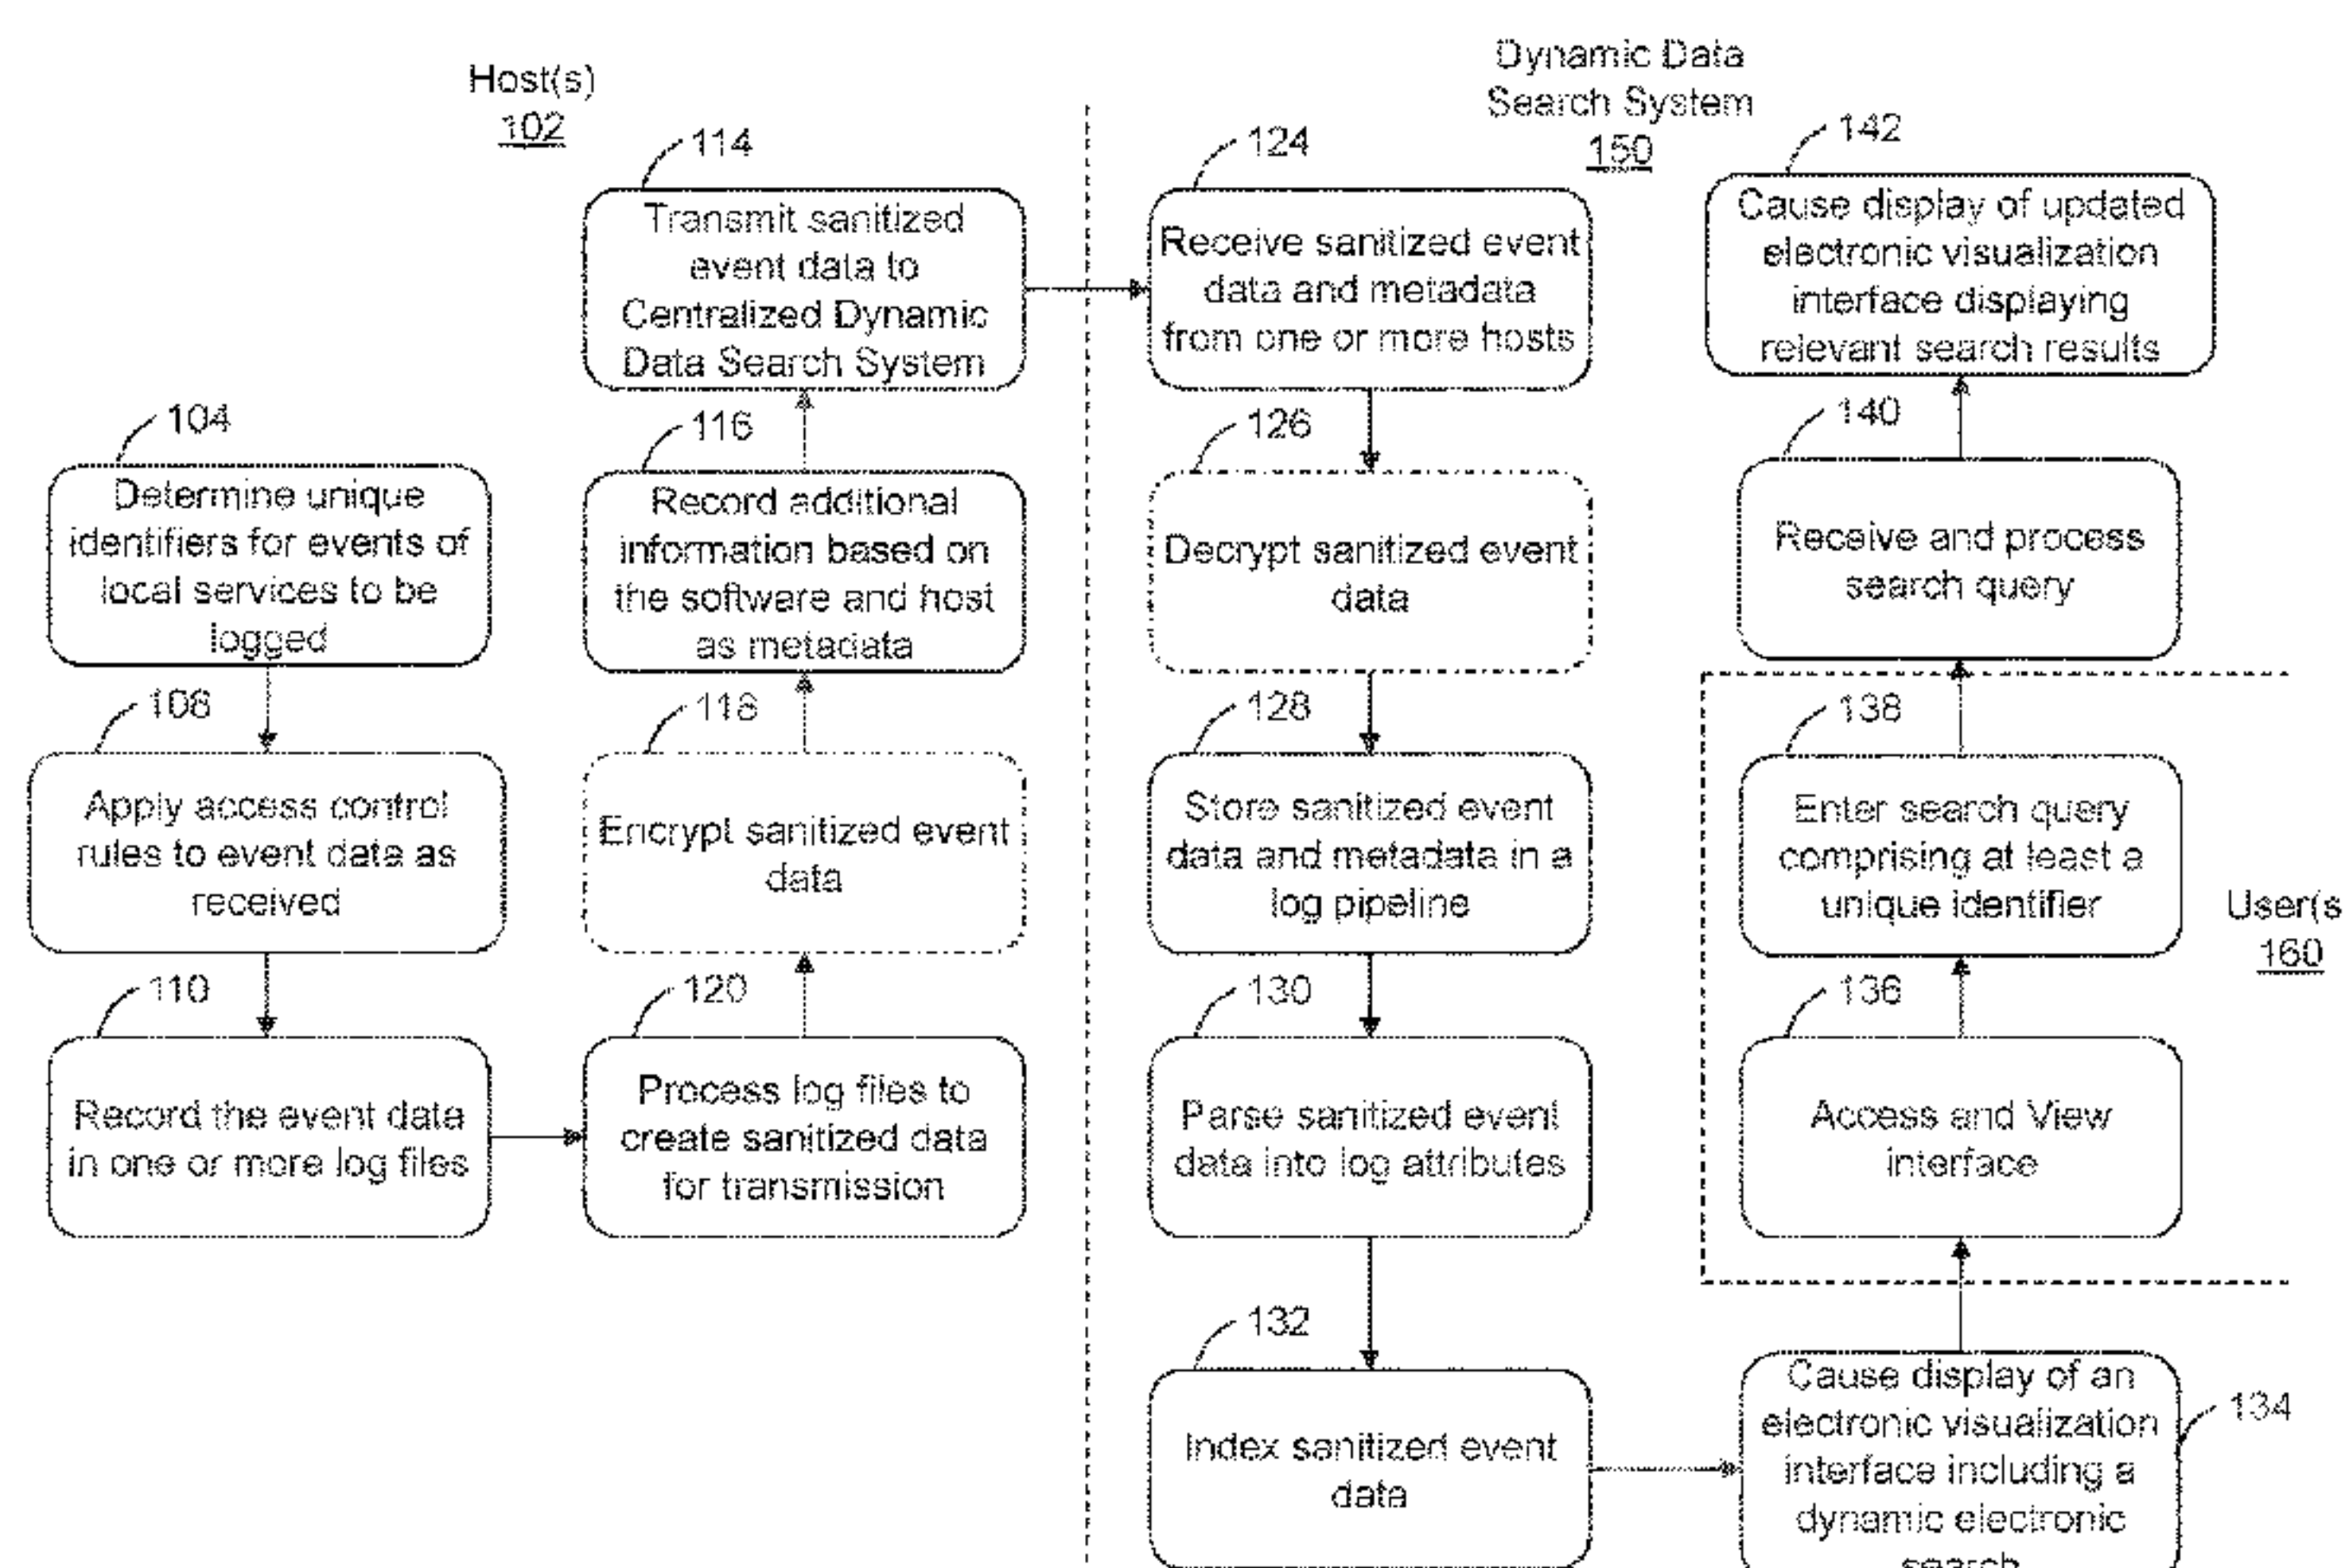 Host(s)
102
Dynamic Data
Search System
150
104
Determine unique
identifiers for events of
local services to be
logged
108
Apply access control
rules to event data as
received
110
Record the event data
in one or more log files
114
Transmit sanitized
event data to
Centralized Dynamic
Data Search System
116
Record additional
information based on
the software and host
as metadata
118
Encrypt sanitized event
data
120
Process log files to
create sanitized data
for transmission
124
Receive sanitized event
data and metadata
from one or more hosts
126
Decrypt sanitized event
data
128
Store sanitized event
data and metadata in a
log pipeline
130
Parse sanitized event
data into log attributes
132
Index sanitized event
data
142
Cause display of updated
electronic visualization
interface displaying
relevant search results
140
Receive and process
search query
138
Enter search query
comprising at least a
unique identifier
User(s
160
136
Access and View
interface
134
Cause display of an
electronic visualization
interface including a
dynamic electronic
search